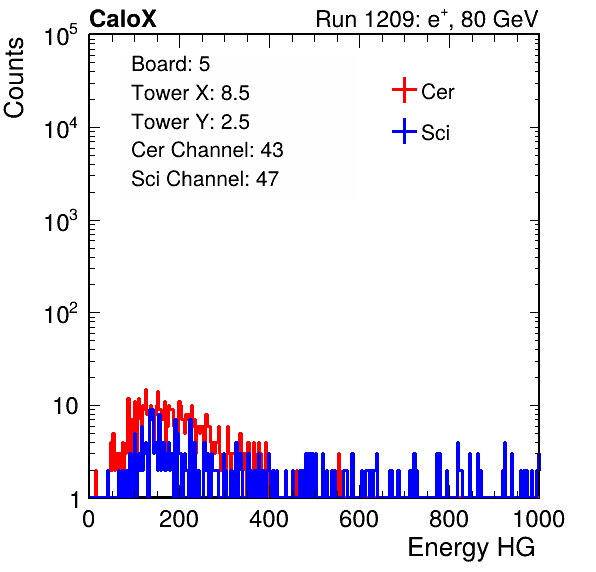 CaloX Run 1209: e⁺, 80 GeV
Counts
10⁵
10⁴
10³
10²
10
1
Board: 5
Tower X: 8.5
Tower Y: 2.5
Cer Channel: 43
Sci Channel: 47
Cer
Sci
0 200 400 600 800 1000
Energy HG